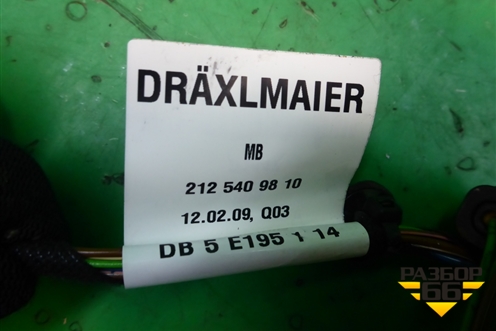 DRÄXLMAIER
MB
212 540 98 10
12.02.09, Q03
DB 5 E195 1 14
РАЗБОР
66